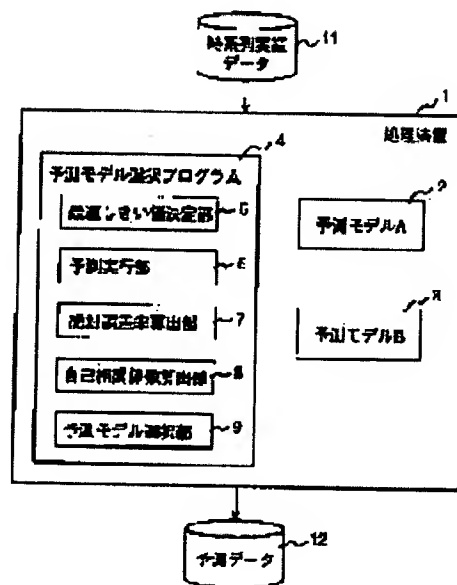 時系列実績
データ
11
1
処理装置
4
予測モデル選択プログラム
最適しきい値決定部
5
予測実行部
6
絶対誤差率算出部
7
自己相関係数算出部
8
予測モデル選択部
9
予測モデルA
2
予測モデルB
3
予測データ
12